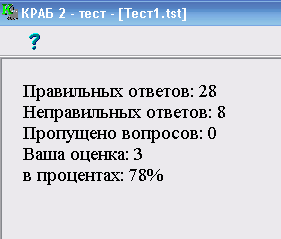 КРАБ 2 - тест - [Тест1.tst]
?
Правильных ответов: 28
Неправильных ответов: 8
Пропущено вопросов: 0
Ваша оценка: 3
в процентах: 78%